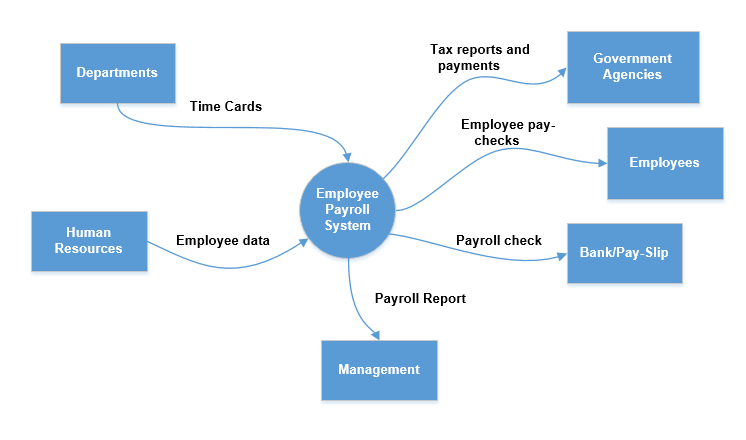 Departments
Time Cards
Tax reports and
payments
Government
Agencies
Employee pay-
checks
Employees
Employee
Payroll
System
Human
Resources
Employee data
Payroll check
Bank/Pay-Slip
Payroll Report
Management